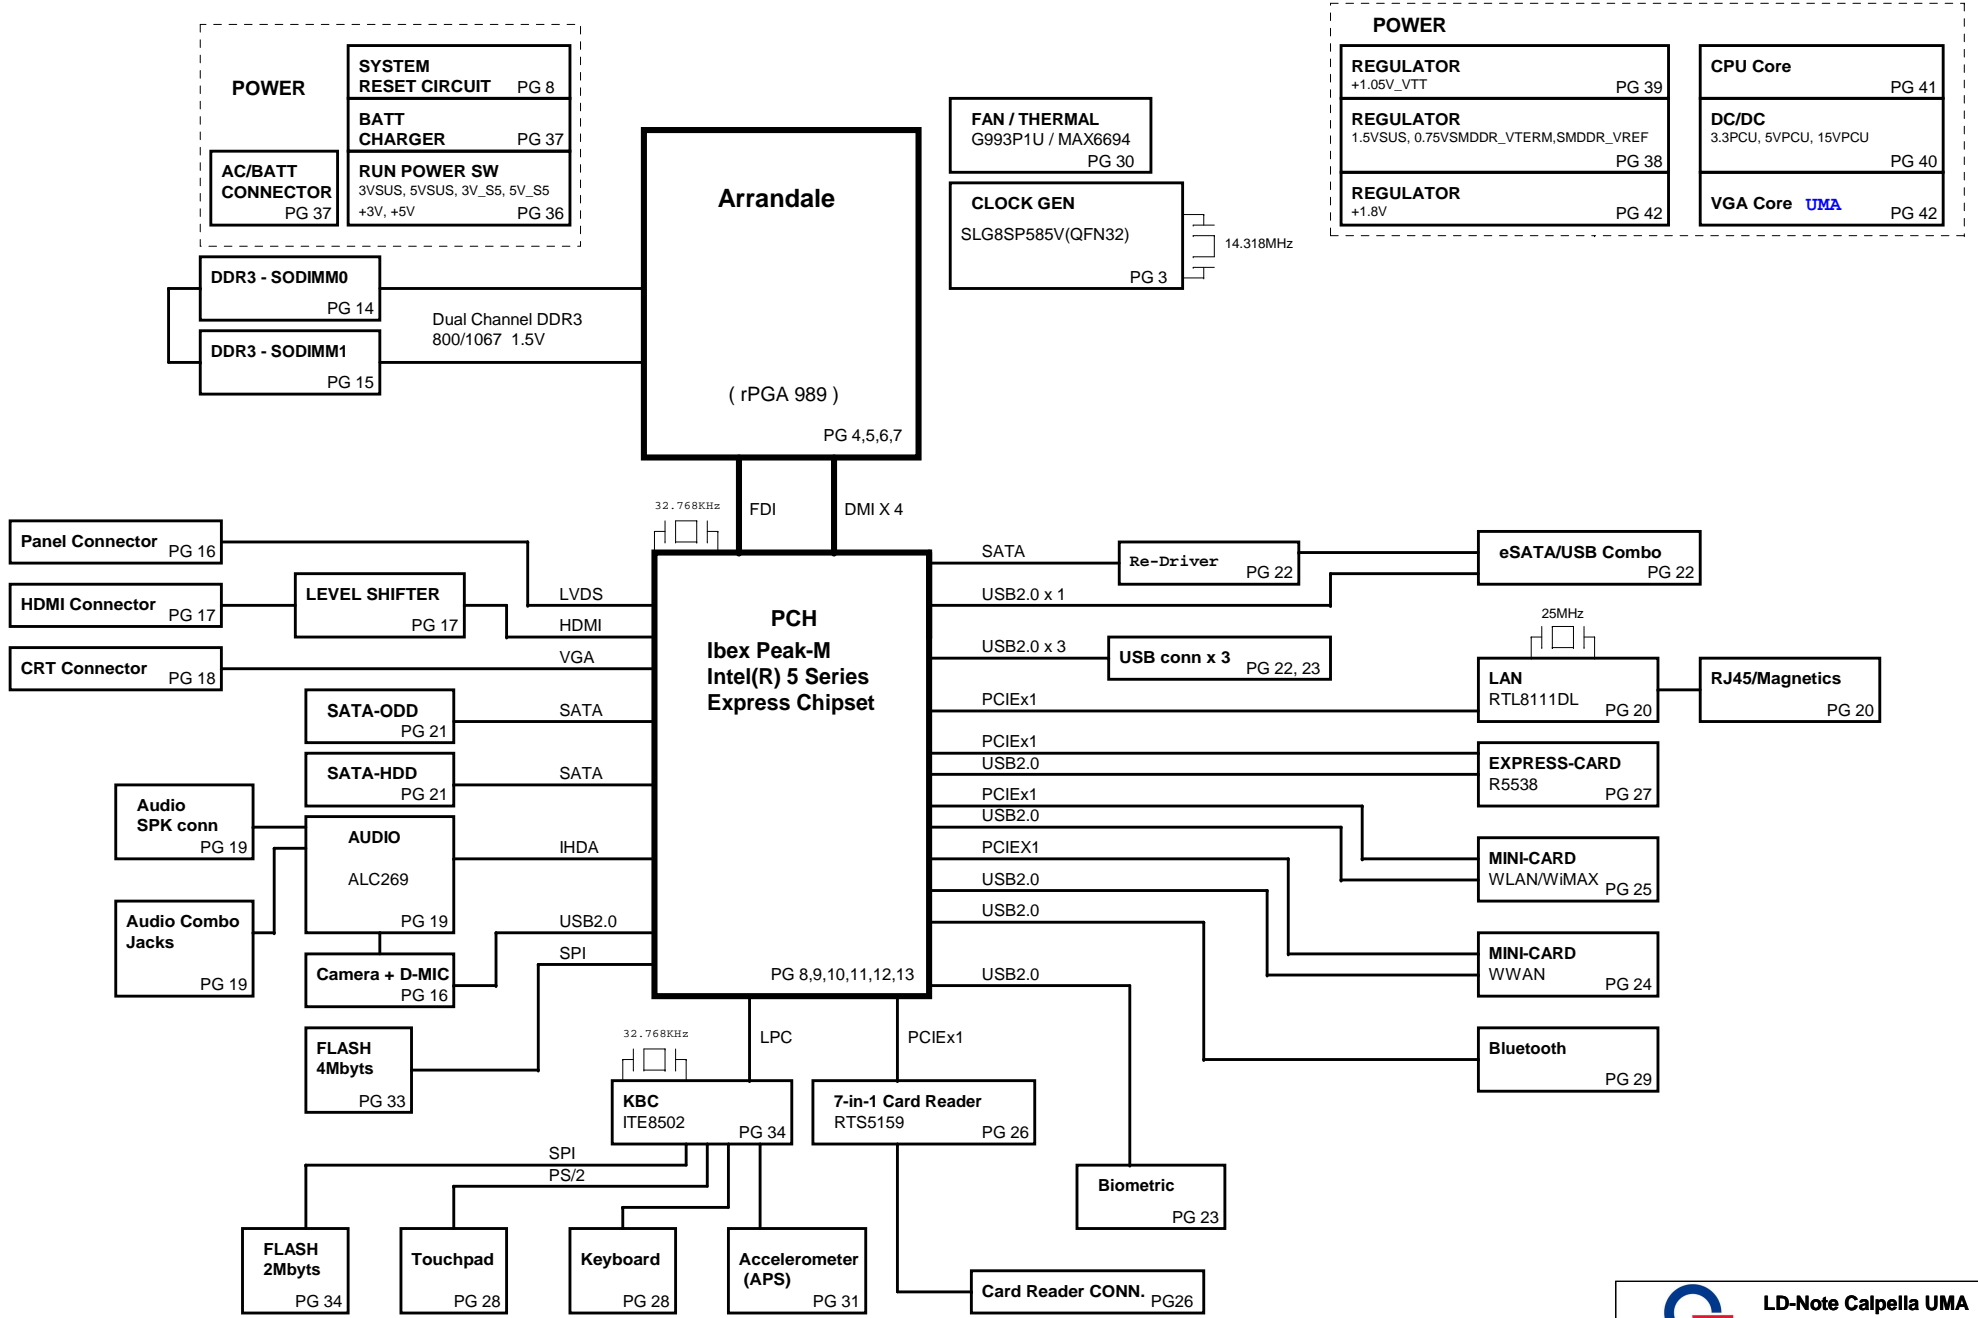 POWER
SYSTEM
RESET CIRCUIT PG 8
BATT
CHARGER PG 37
AC/BATT
CONNECTOR
PG 37
RUN POWER SW
3VSUS, 5VSUS, 3V_S5, 5V_S5
+3V, +5V PG 36
DDR3 - SODIMM0
PG 14
DDR3 - SODIMM1
PG 15
Dual Channel DDR3
800/1067 1.5V
Arrandale
( rPGA 989 )
PG 4,5,6,7
FAN / THERMAL
G993P1U / MAX6694
PG 30
CLOCK GEN
SLG8SP585V(QFN32)
PG 3
14.318MHz
POWER
REGULATOR
+1.05V_VTT PG 39
REGULATOR
1.5VSUS, 0.75VSMDDR_VTERM,SMDDR_VREF
PG 38
REGULATOR
+1.8V PG 42
CPU Core
PG 41
DC/DC
3.3PCU, 5VPCU, 15VPCU
PG 40
VGA Core UMA PG 42
32.768KHz
FDI
DMI X 4
Panel Connector PG 16
HDMI Connector PG 17
LEVEL SHIFTER
PG 17
CRT Connector PG 18
LVDS
HDMI
VGA
SATA-ODD
PG 21
SATA
SATA-HDD
PG 21
SATA
Audio
SPK conn
PG 19
AUDIO
ALC269
PG 19
IHDA
Audio Combo
Jacks
PG 19
Camera + D-MIC
PG 16
USB2.0
SPI
FLASH
4Mbyts
PG 33
PCH
Ibex Peak-M
Intel(R) 5 Series
Express Chipset
PG 8,9,10,11,12,13
SATA
Re-Driver PG 22
eSATA/USB Combo
PG 22
USB2.0 x 1
USB2.0 x 3
USB conn x 3 PG 22, 23
25MHz
PCIEx1
LAN
RTL8111DL PG 20
RJ45/Magnetics
PG 20
PCIEx1
USB2.0
EXPRESS-CARD
R5538
PG 27
PCIEx1
USB2.0
MINI-CARD
WLAN/WiMAX PG 25
PCIEX1
USB2.0
MINI-CARD
WWAN
PG 24
USB2.0
Bluetooth
PG 29
USB2.0
Biometric
PG 23
LPC
PCIEx1
32.768KHz
KBC
ITE8502
PG 34
7-in-1 Card Reader
RTS5159
PG 26
SPI
PS/2
FLASH
2Mbyts
PG 34
Touchpad
PG 28
Keyboard
PG 28
Accelerometer
(APS)
PG 31
Card Reader CONN. PG26
LD-Note Calpella UMA